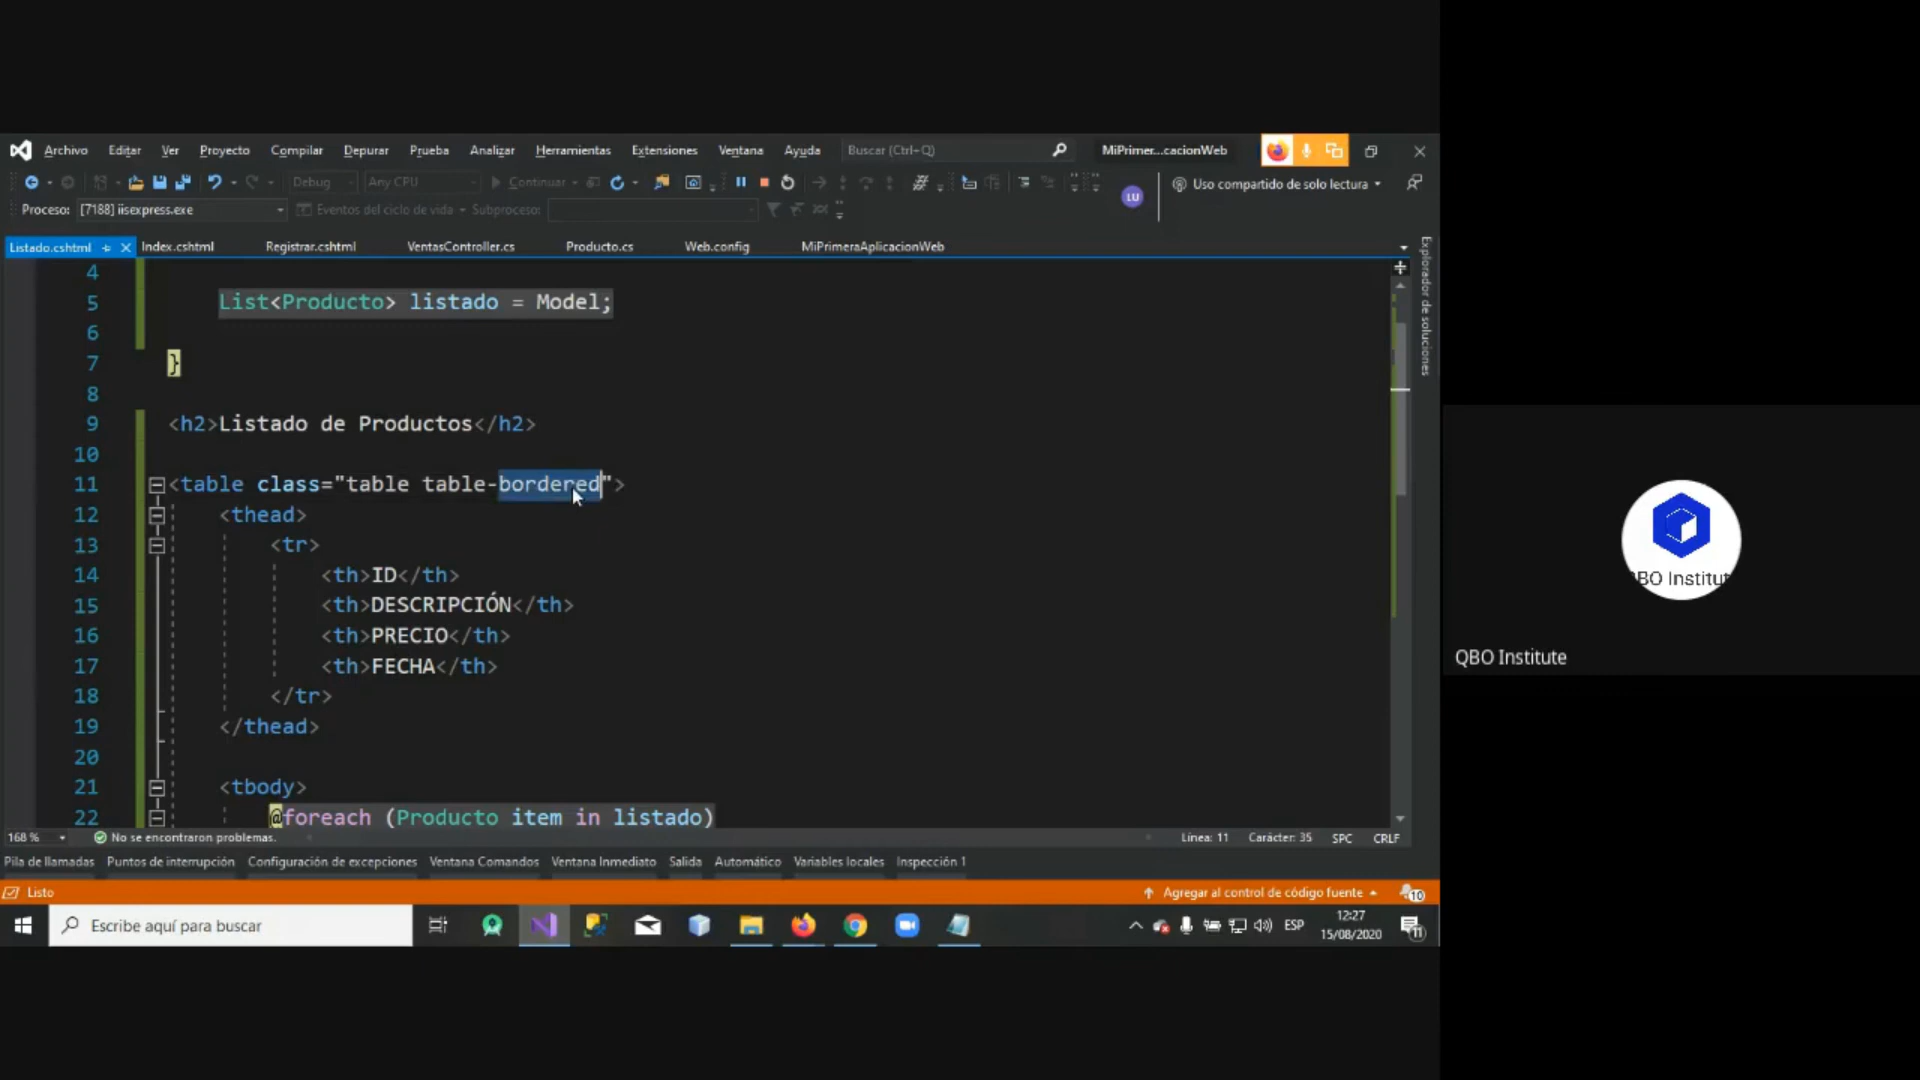 Archivo Editar Ver Proyecto Compilar Depurar Prueba Analizar Herramientas Extensiones Ventana Ayuda Buscar (Ctrl+Q) MiPrimer...cacionWeb
Debug Any CPU Continuar LU Uso compartido de solo lectura
Proceso: [7188] iisexpress.exe Eventos del ciclo de vida Subproceso:
Listado.cshtml Index.cshtml Registrar.cshtml VentasController.cs Producto.cs Web.config MiPrimeraAplicacionWeb
Explorador de soluciones
4
5 List<Producto> listado = Model;
6
7 }
8
9 <h2>Listado de Productos</h2>
10
11 <table class="table table-bordered">
12 <thead>
13 <tr>
14 <th>ID</th>
15 <th>DESCRIPCIÓN</th>
16 <th>PRECIO</th>
17 <th>FECHA</th>
18 </tr>
19 </thead>
20
21 <tbody>
22 @foreach (Producto item in listado)
168 % No se encontraron problemas. Línea: 11 Carácter: 35 SPC CRLF
Pila de llamadas Puntos de interrupción Configuración de excepciones Ventana Comandos Ventana Inmediato Salida Automático Variables locales Inspección 1
Listo Agregar al control de código fuente 10
Escribe aquí para buscar ESP 12:27
15/08/2020 11
QBO Institute